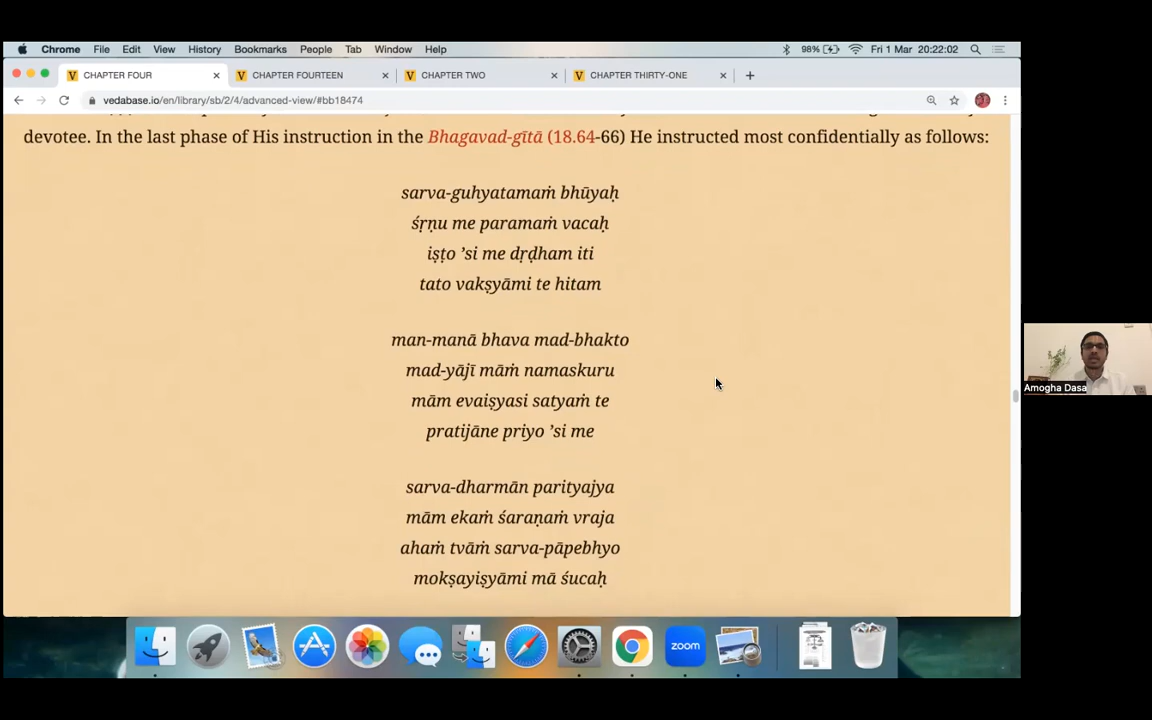 Chrome File Edit View History Bookmarks People Tab Window Help 98% Fri 1 Mar 20:22:02
CHAPTER FOUR CHAPTER FOURTEEN CHAPTER TWO CHAPTER THIRTY-ONE
vedabase.io/en/library/sb/2/4/advanced-view/#bb18474
devotee. In the last phase of His instruction in the Bhagavad-gītā (18.64-66) He instructed most confidentially as follows:
sarva-guhyatamaṁ bhūyaḥ
śṛṇu me paramaṁ vacaḥ
iṣṭo ’si me dṛḍham iti
tato vakṣyāmi te hitam
man-manā bhava mad-bhakto
mad-yājī māṁ namaskuru
mām evaiṣyasi satyaṁ te
pratijāne priyo ’si me
sarva-dharmān parityajya
mām ekaṁ śaraṇaṁ vraja
ahaṁ tvāṁ sarva-pāpebhyo
mokṣayiṣyāmi mā śucaḥ
Amogha Dasa
zoom